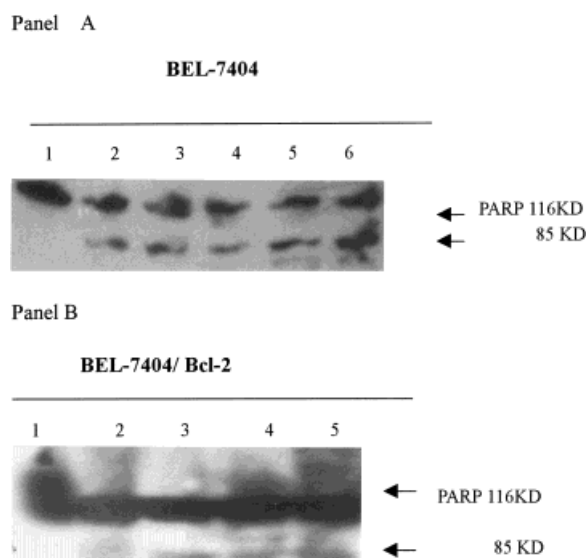 Panel A
BEL-7404
1 2 3 4 5 6
PARP 116KD
85 KD
Panel B
BEL-7404/ Bcl-2
1 2 3 4 5
PARP 116KD
85 KD